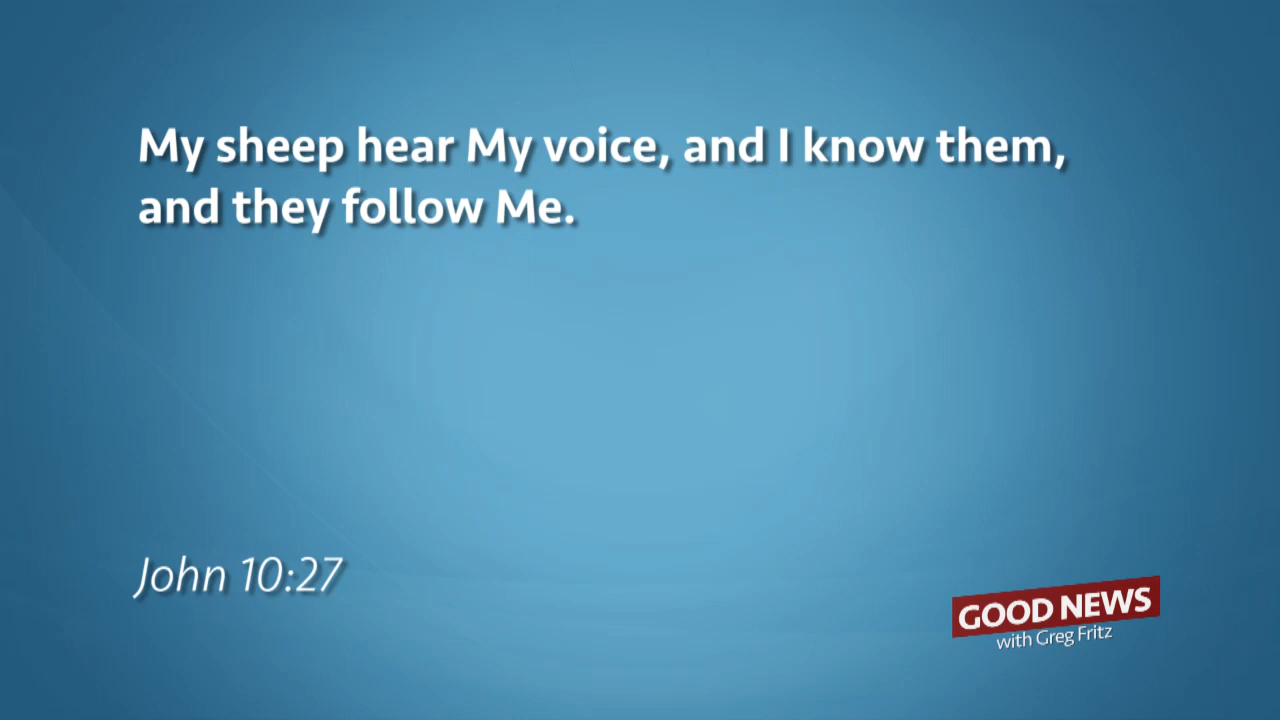 My sheep hear My voice, and I know them,
and they follow Me.
John 10:27
GOOD NEWS
with Greg Fritz